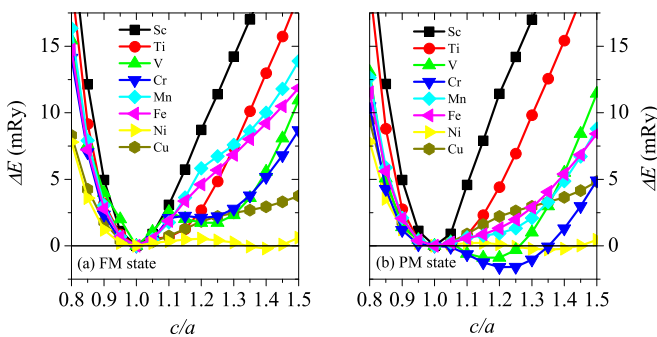 15
10
5
0
ΔE (mRy)
Sc
Ti
V
Cr
Mn
Fe
Ni
Cu
(a) FM state
0.8 0.9 1.0 1.1 1.2 1.3 1.4 1.5
c/a
Sc
Ti
V
Cr
Mn
Fe
Ni
Cu
(b) PM state
0.8 0.9 1.0 1.1 1.2 1.3 1.4 1.5
c/a
15
10
5
0
ΔE (mRy)